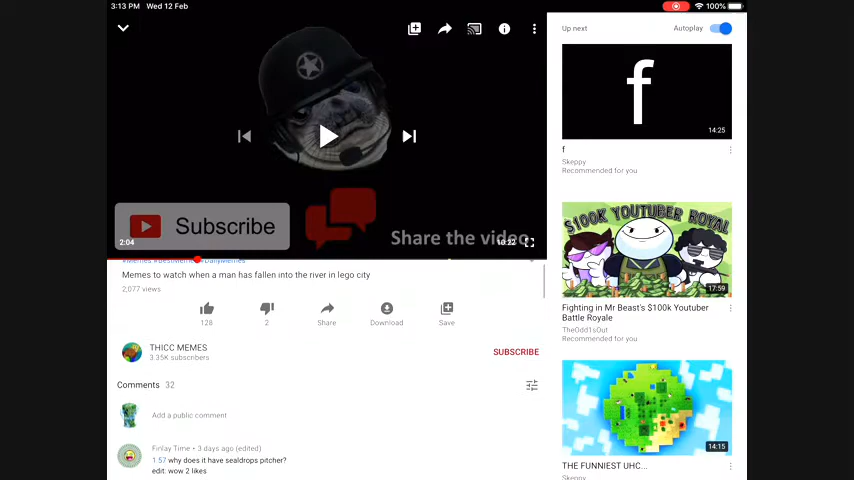 3:13 PM Wed 12 Feb
100%
Up next
Autoplay
f
14:25
f
Skeppy
Recommended for you
Subscribe
Share the video
2:04
10:22
$100K YOUTUBER ROYAL
17:59
Fighting in Mr Beast's $100k Youtuber
Battle Royale
TheOdd1sOut
Recommended for you
14:15
THE FUNNIEST UHC...
Skeppy
#Memes #BestMemes #DailyMemes
Memes to watch when a man has fallen into the river in lego city
2,077 views
128
2
Share
Download
Save
THICC MEMES
3.35K subscribers
SUBSCRIBE
Comments 32
Add a public comment
Finlay Time • 3 days ago (edited)
1:57 why does it have sealdrops pitcher?
edit: wow 2 likes